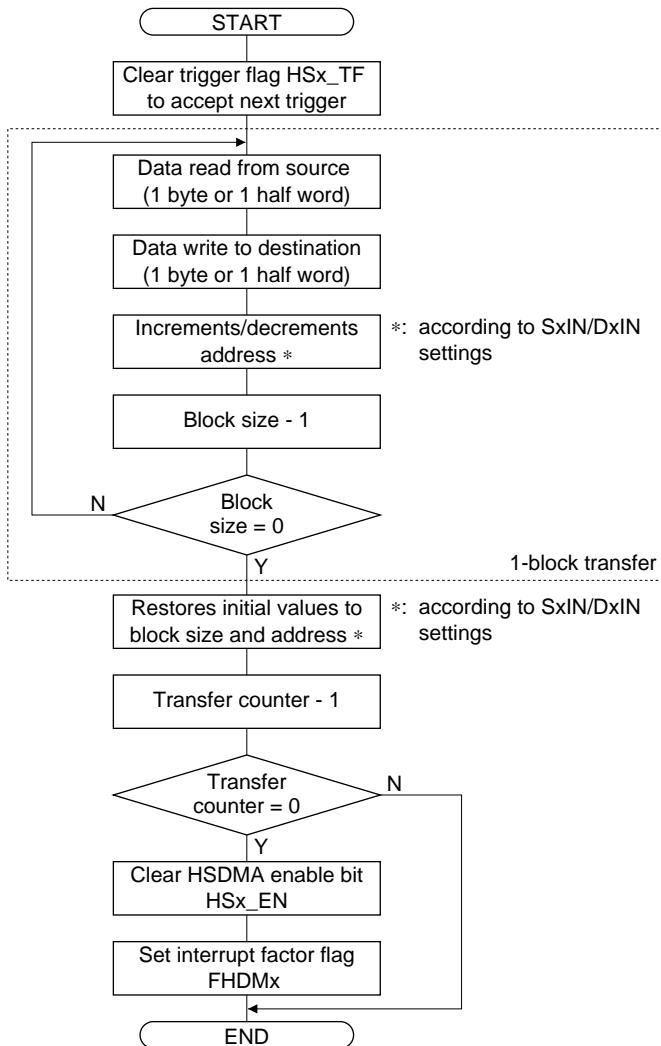 START
Clear trigger flag HSx_TF
to accept next trigger
Data read from source
(1 byte or 1 half word)
Data write to destination
(1 byte or 1 half word)
Increments/decrements
address ∗
∗: according to SxIN/DxIN
settings
Block size - 1
N
Block
size = 0
Y
1-block transfer
Restores initial values to
block size and address ∗
∗: according to SxIN/DxIN
settings
Transfer counter - 1
Transfer
counter = 0
N
Y
Clear HSDMA enable bit
HSx_EN
Set interrupt factor flag
FHDMx
END